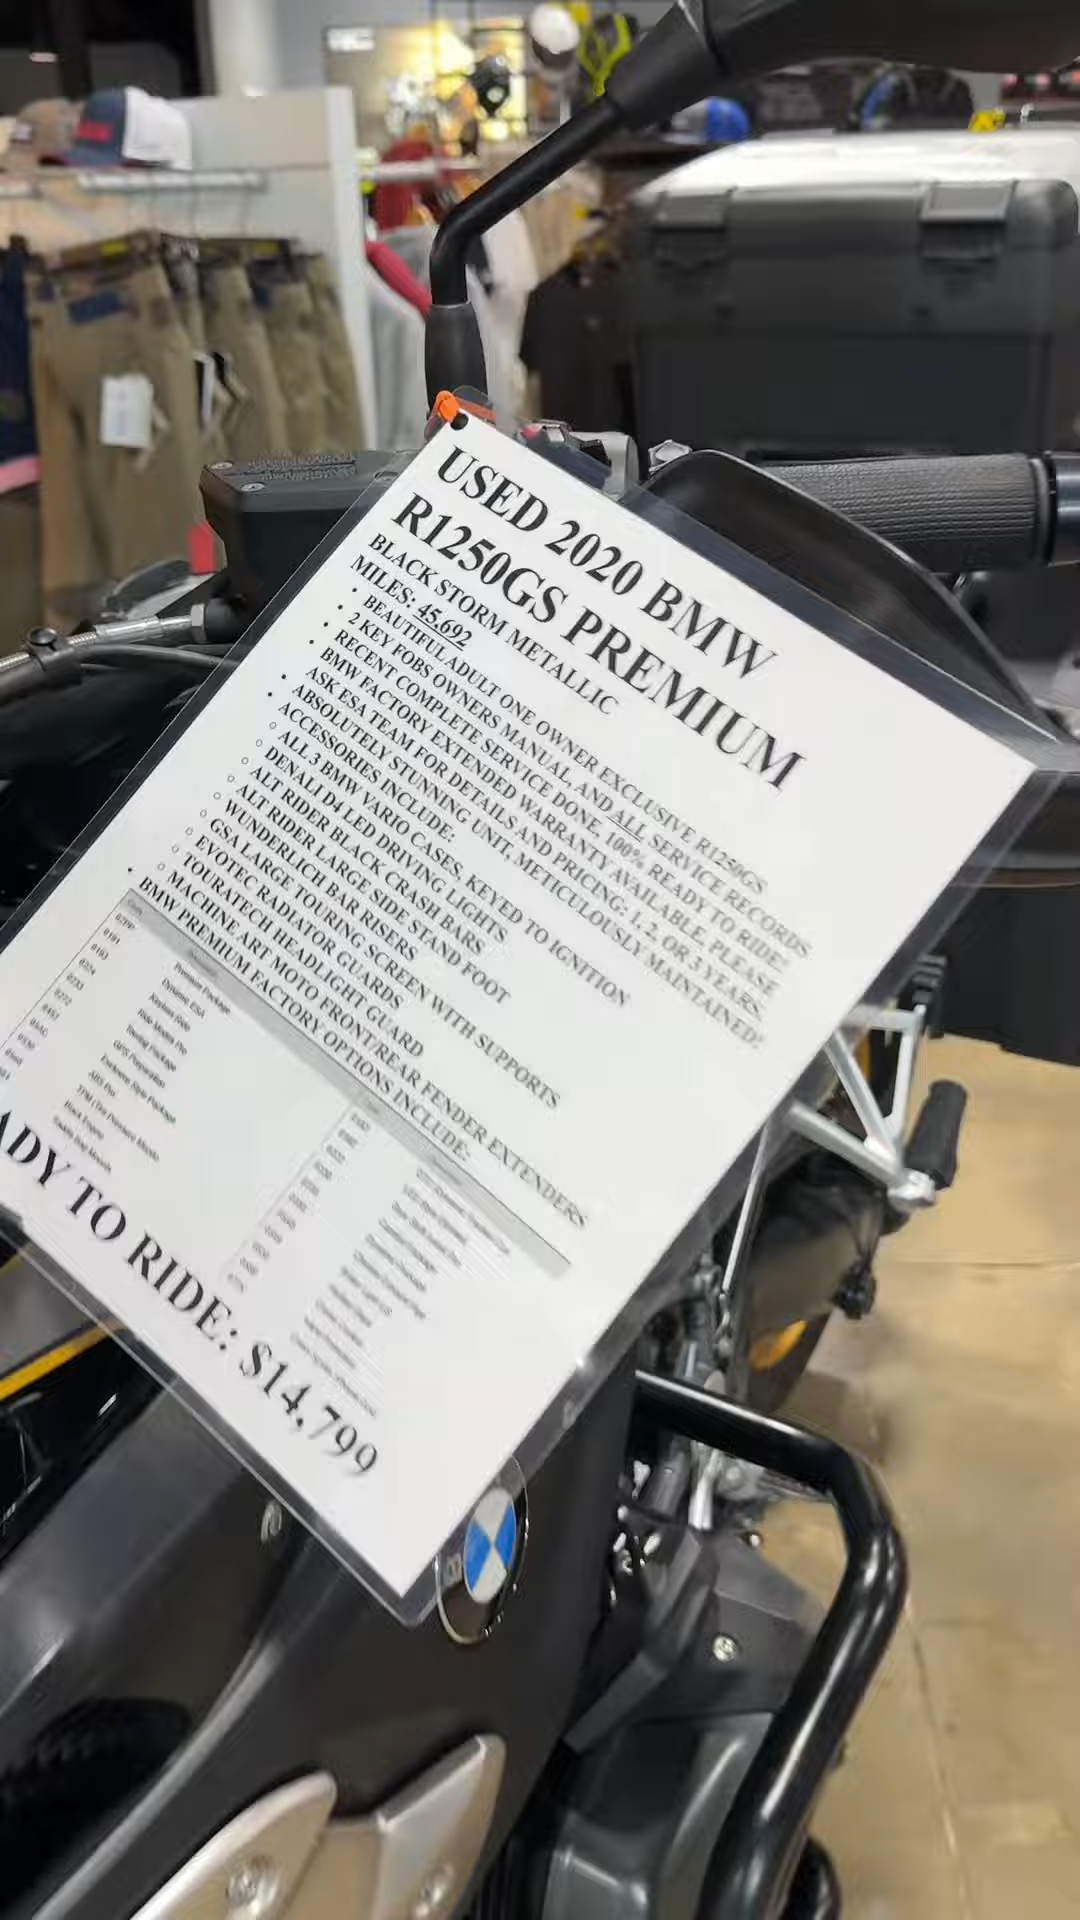 USED 2020 BMW
R1250GS PREMIUM
BLACK STORM METALLIC
MILES: 45,692
• BEAUTIFUL ADULT ONE OWNER EXCLUSIVE R1250GS
• 2 KEY FOBS OWNERS MANUAL, AND ALL SERVICE RECORDS
• RECENT COMPLETE SERVICE DONE, 100% READY TO RIDE!
• BMW FACTORY EXTENDED WARRANTY AVAILABLE, PLEASE
ASK ESA TEAM FOR DETAILS AND PRICING: 1, 2, OR 3 YEARS.
• ABSOLUTELY STUNNING UNIT, METICULOUSLY MAINTAINED!
• ACCESSORIES INCLUDE:
○ ALL 3 BMW VARIO CASES, KEYED TO IGNITION
○ DENALI D4 LED DRIVING LIGHTS
○ ALT RIDER BLACK CRASH BARS
○ ALT RIDER LARGE SIDE STAND FOOT
○ WUNDERLICH BAR RISERS
○ GSA LARGE TOURING SCREEN WITH SUPPORTS
○ EVOTEC RADIATOR GUARDS
○ TOURATECH HEADLIGHT GUARD
○ MACHINE ART MOTO FRONT/REAR FENDER EXTENDERS
• BMW PREMIUM FACTORY OPTIONS INCLUDE:
Premium Package
Dynamic ESA
Keyless Ride
Ride Modes Pro
Touring Package
GPS Preparation
Exclusive Style Package
ABS Pro
ADY TO RIDE: $14,799